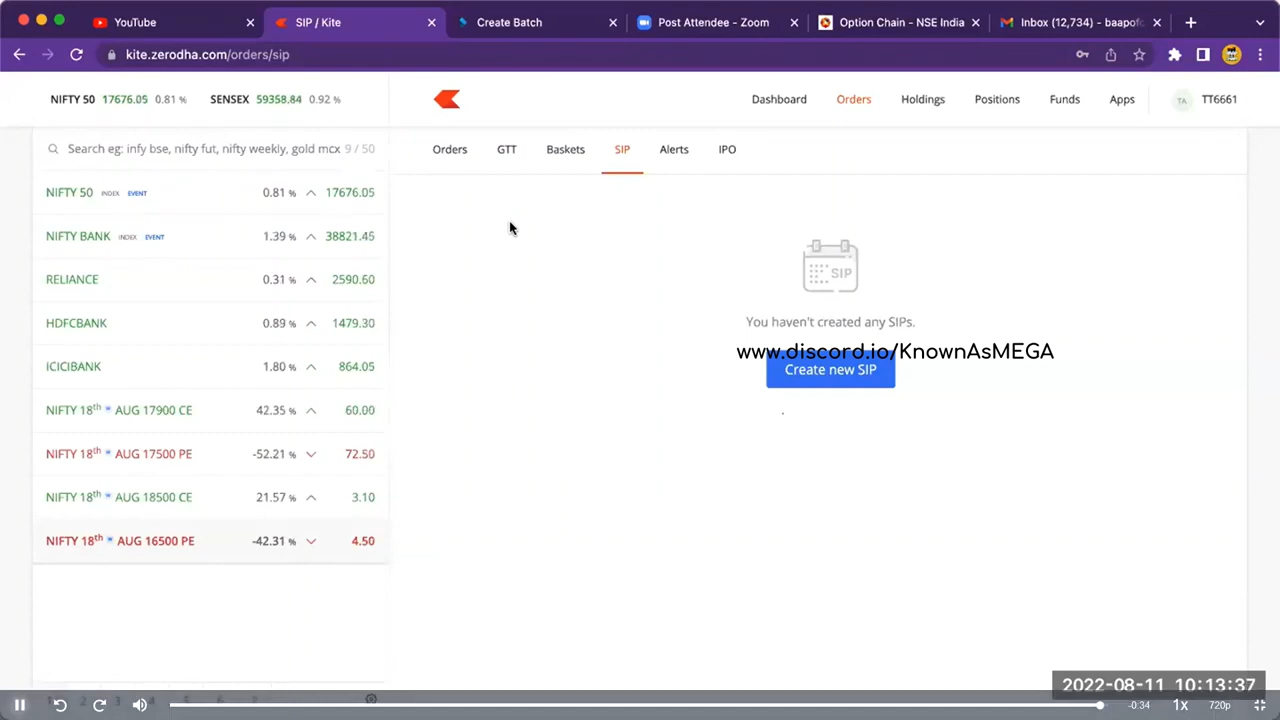 YouTube
SIP / Kite
Create Batch
Post Attendee - Zoom
Option Chain - NSE India
Inbox (12,734) - baapofc
kite.zerodha.com/orders/sip
NIFTY 50 17676.05 0.81 % SENSEX 59358.84 0.92 %
Dashboard Orders Holdings Positions Funds Apps TA TT6661
Search eg: infy bse, nifty fut, nifty weekly, gold mcx 9 / 50
Orders GTT Baskets SIP Alerts IPO
NIFTY 50 INDEX EVENT 0.81 % 17676.05
NIFTY BANK INDEX EVENT 1.39 % 38821.45
RELIANCE 0.31 % 2590.60
HDFCBANK 0.89 % 1479.30
ICICIBANK 1.80 % 864.05
NIFTY 18th w AUG 17900 CE 42.35 % 60.00
NIFTY 18th w AUG 17500 PE -52.21 % 72.50
NIFTY 18th w AUG 18500 CE 21.57 % 3.10
NIFTY 18th w AUG 16500 PE -42.31 % 4.50
SIP
You haven't created any SIPs.
www.discord.io/KnownAsMEGA
Create new SIP
2022-08-11 10:13:37
-0:34 1x 720p